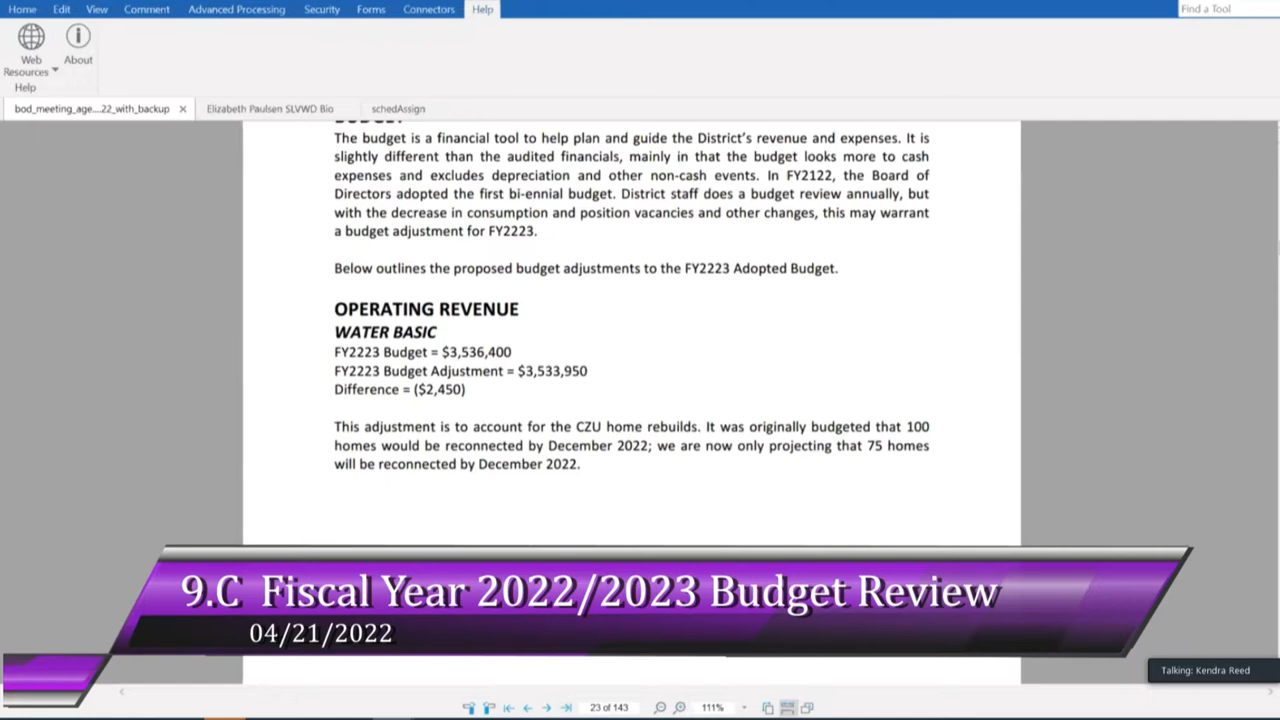 Home Edit View Comment Advanced Processing Security Forms Connectors Help Find a Tool
Web Resources About
Help
bod_meeting_age....22_with_backup Elizabeth Paulsen SLVWD Bio schedAssign
BUDGET
The budget is a financial tool to help plan and guide the District's revenue and expenses. It is
slightly different than the audited financials, mainly in that the budget looks more to cash
expenses and excludes depreciation and other non-cash events. In FY2122, the Board of
Directors adopted the first bi-ennial budget. District staff does a budget review annually, but
with the decrease in consumption and position vacancies and other changes, this may warrant
a budget adjustment for FY2223.
Below outlines the proposed budget adjustments to the FY2223 Adopted Budget.
OPERATING REVENUE
WATER BASIC
FY2223 Budget = $3,536,400
FY2223 Budget Adjustment = $3,533,950
Difference = ($2,450)
This adjustment is to account for the CZU home rebuilds. It was originally budgeted that 100
homes would be reconnected by December 2022; we are now only projecting that 75 homes
will be reconnected by December 2022.
9.C Fiscal Year 2022/2023 Budget Review
04/21/2022
Talking: Kendra Reed
23 of 143 111%